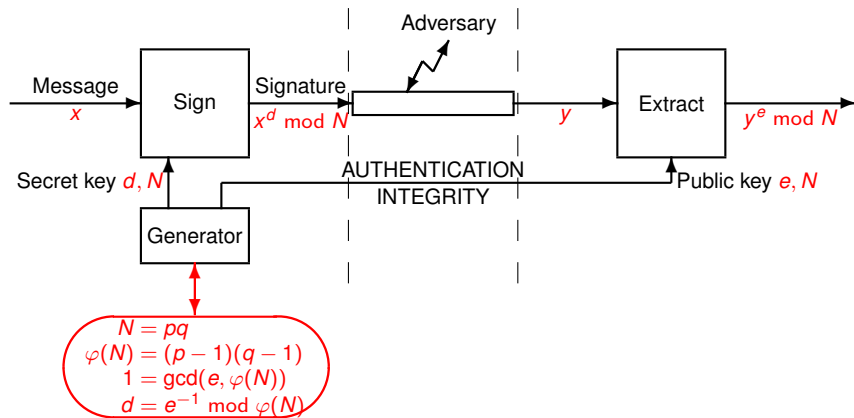 Adversary
Message
x
Sign
Signature
x^d mod N
y
Extract
y^e mod N
Secret key d, N
AUTHENTICATION
INTEGRITY
Public key e, N
Generator
N = pq
φ(N) = (p − 1)(q − 1)
1 = gcd(e, φ(N))
d = e^−1 mod φ(N)